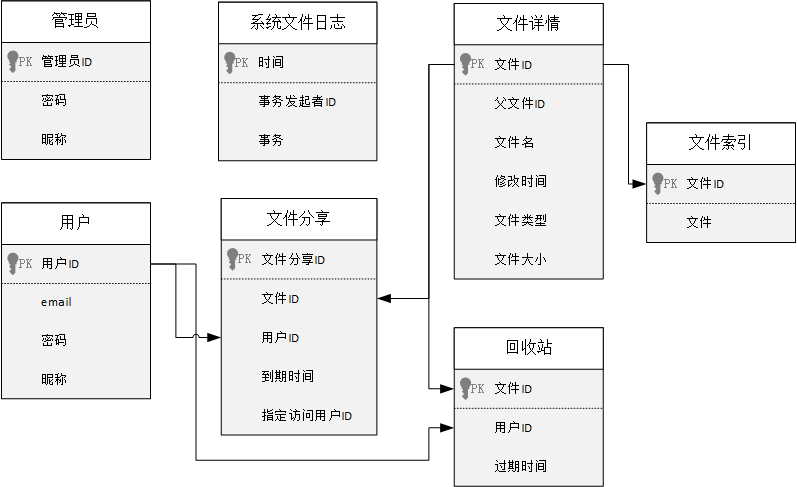 管理员
PK 管理员ID
密码
昵称
系统文件日志
PK 时间
事务发起者ID
事务
文件详情
PK 文件ID
父文件ID
文件名
修改时间
文件类型
文件大小
文件索引
PK 文件ID
文件
用户
PK 用户ID
email
密码
昵称
文件分享
PK 文件分享ID
文件ID
用户ID
到期时间
指定访问用户ID
回收站
PK 文件ID
用户ID
过期时间